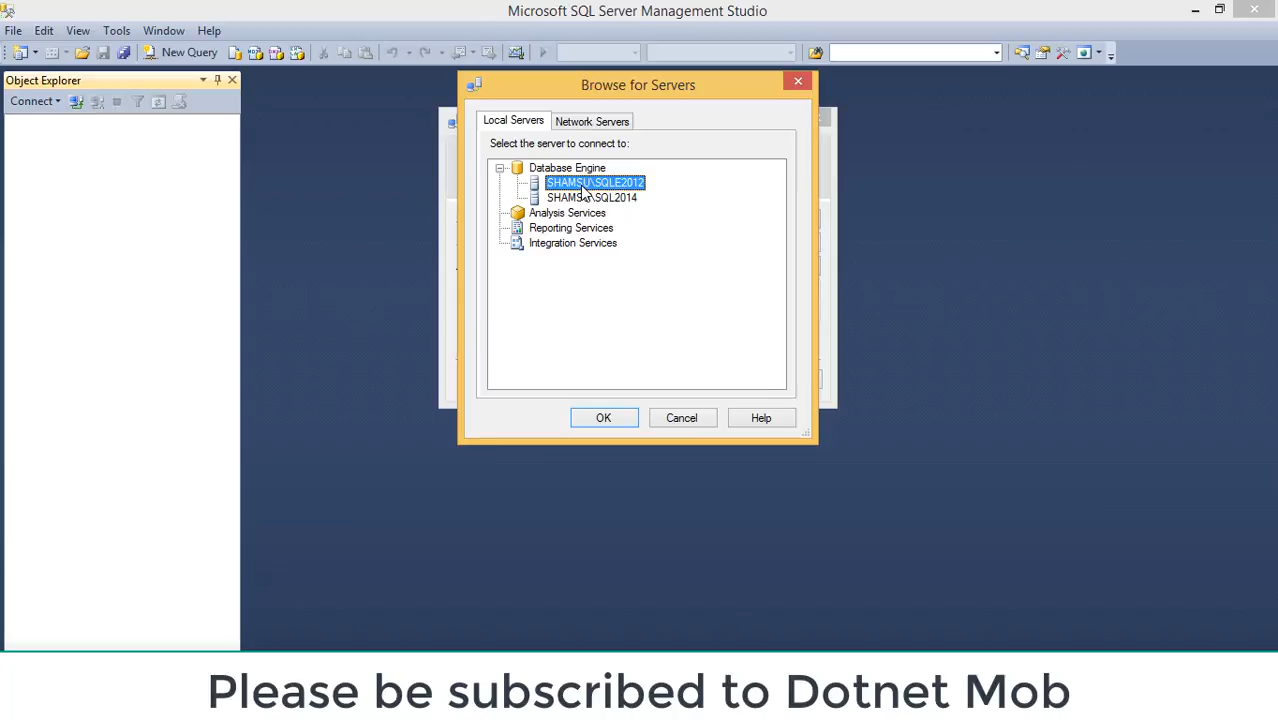 Microsoft SQL Server Management Studio
File Edit View Tools Window Help
New Query
Object Explorer
Connect
Browse for Servers
Local Servers Network Servers
Select the server to connect to:
Database Engine
SHAMSU\SQLE2012
SHAMSU\SQL2014
Analysis Services
Reporting Services
Integration Services
OK Cancel Help
Please be subscribed to Dotnet Mob